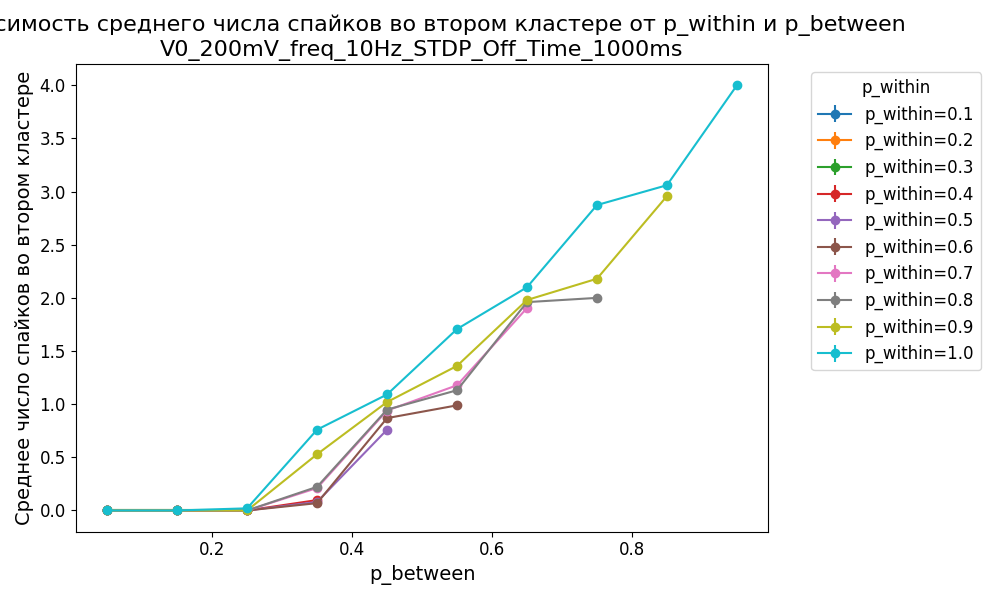 симость среднего числа спайков во втором кластере от p_within и p_between
V0_200mV_freq_10Hz_STDP_Off_Time_1000ms
Среднее число спайков во втором кластере
4.0
3.5
3.0
2.5
2.0
1.5
1.0
0.5
0.0
0.2
0.4
0.6
0.8
p_between
p_within
p_within=0.1
p_within=0.2
p_within=0.3
p_within=0.4
p_within=0.5
p_within=0.6
p_within=0.7
p_within=0.8
p_within=0.9
p_within=1.0